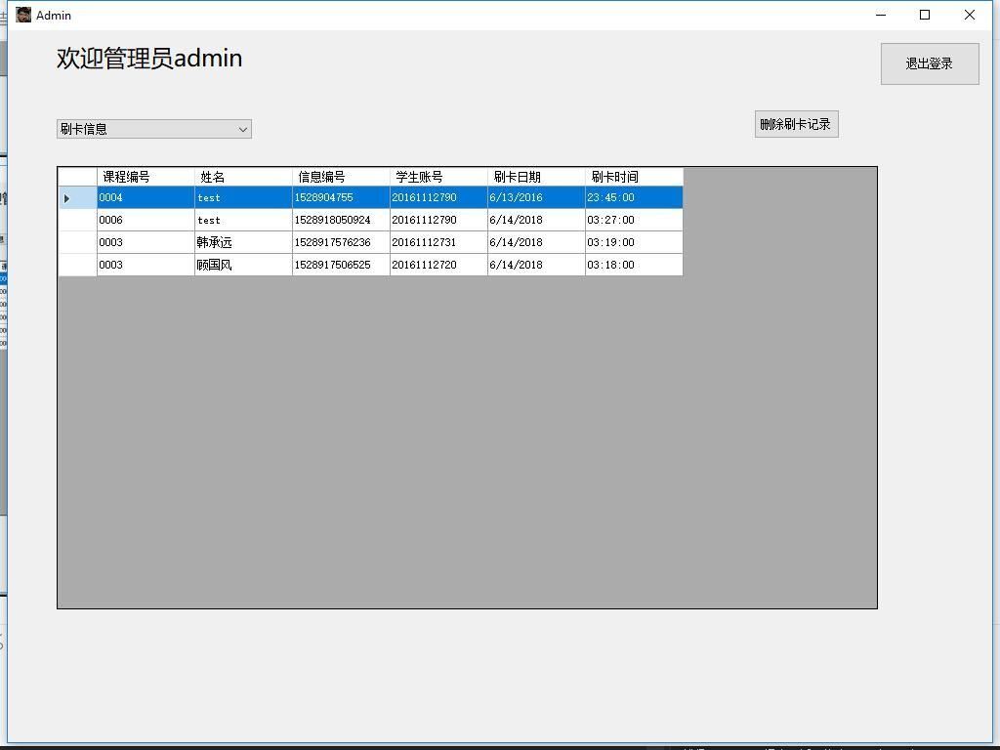 Admin
欢迎管理员admin
退出登录
刷卡信息
删除刷卡记录
课程编号 姓名 信息编号 学生账号 刷卡日期 刷卡时间
0004 test 1528904755 20161112790 6/13/2016 23:45:00
0006 test 1528918050924 20161112790 6/14/2018 03:27:00
0003 韩承远 1528917576236 20161112731 6/14/2018 03:19:00
0003 顾国风 1528917506525 20161112720 6/14/2018 03:18:00